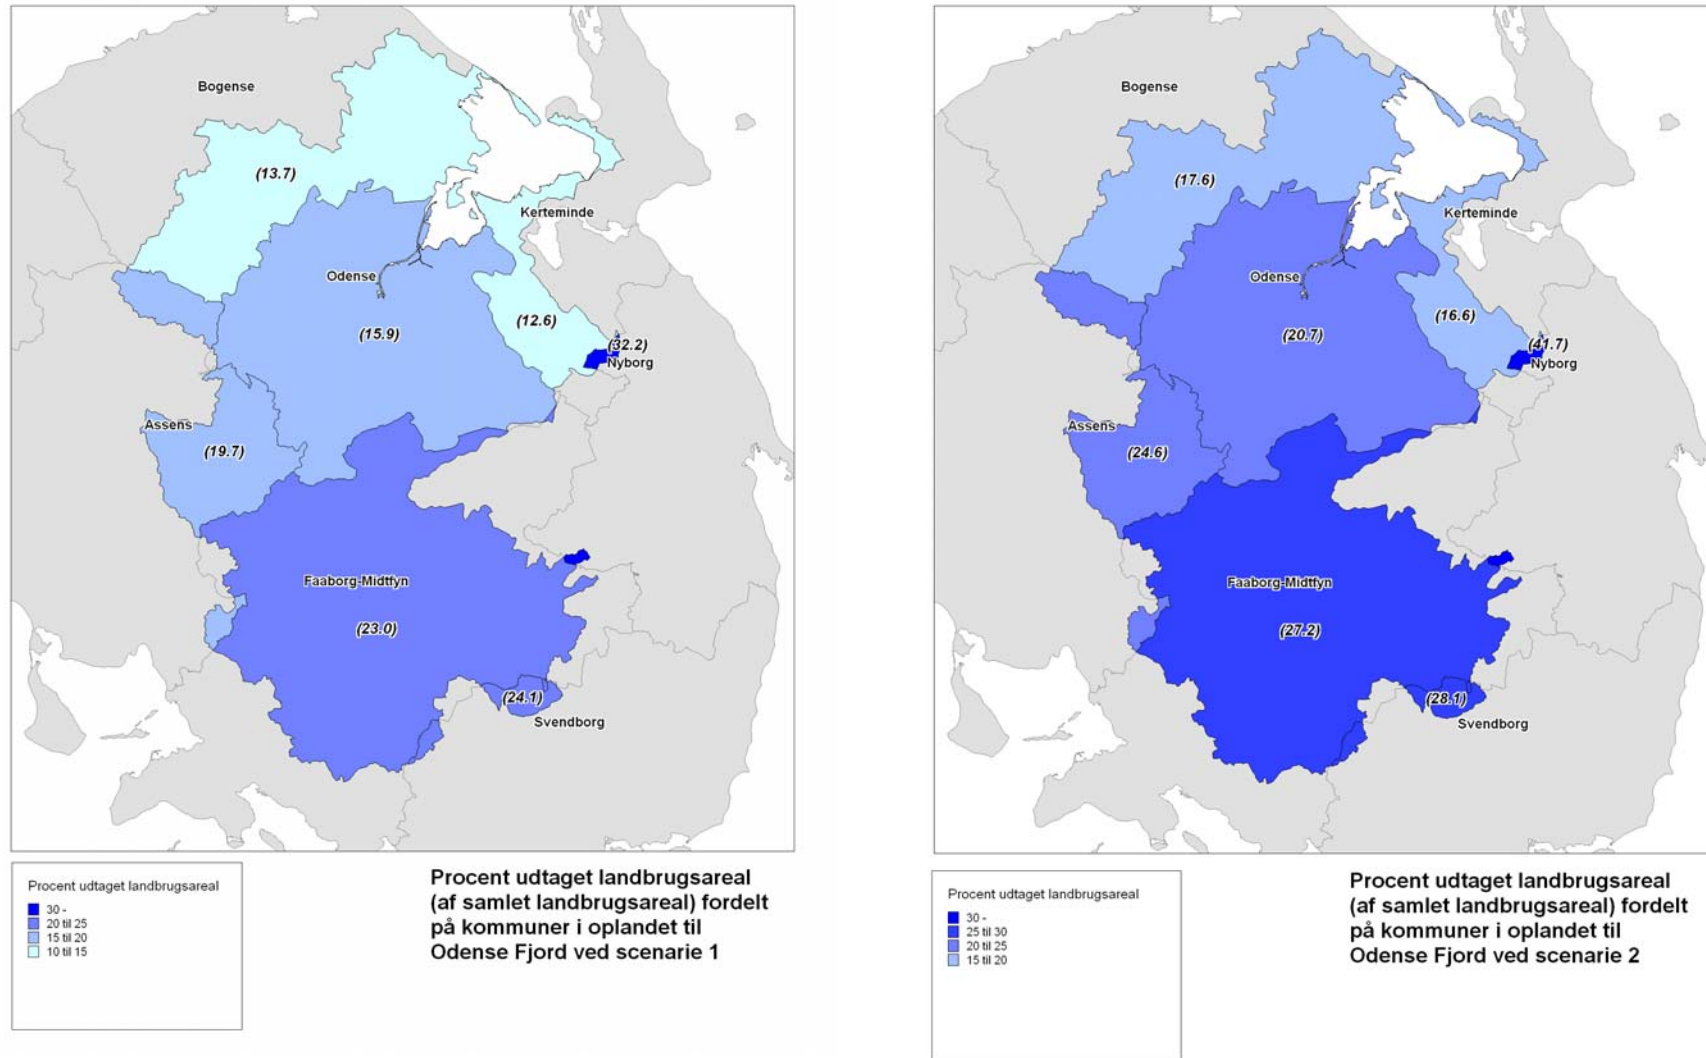 Bogense
(13.7)
Kerteminde
Odense
(12.6)
(15.9)
(32.2)
Nyborg
Assens
(19.7)
Faaborg-Midtfyn
(23.0)
(24.1)
Svendborg
Procent udtaget landbrugsareal
30 -
20 til 25
15 til 20
10 til 15
Procent udtaget landbrugsareal
(af samlet landbrugsareal) fordelt
på kommuner i oplandet til
Odense Fjord ved scenarie 1
Bogense
(17.6)
Kerteminde
Odense
(16.6)
(20.7)
(41.7)
Nyborg
Assens
(24.6)
Faaborg-Midtfyn
(27.2)
(28.1)
Svendborg
Procent udtaget landbrugsareal
30 -
25 til 30
20 til 25
15 til 20
Procent udtaget landbrugsareal
(af samlet landbrugsareal) fordelt
på kommuner i oplandet til
Odense Fjord ved scenarie 2